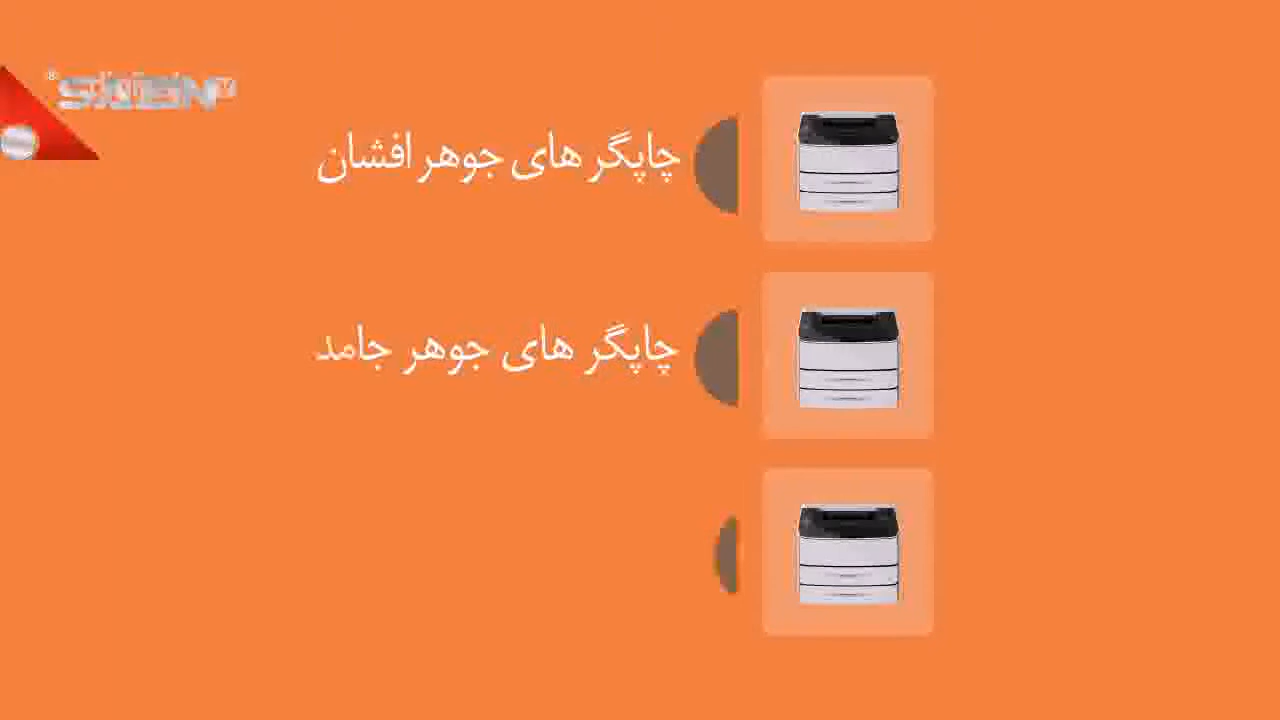 چاپگر های جوهر افشان
چاپگر های جوهر جامد